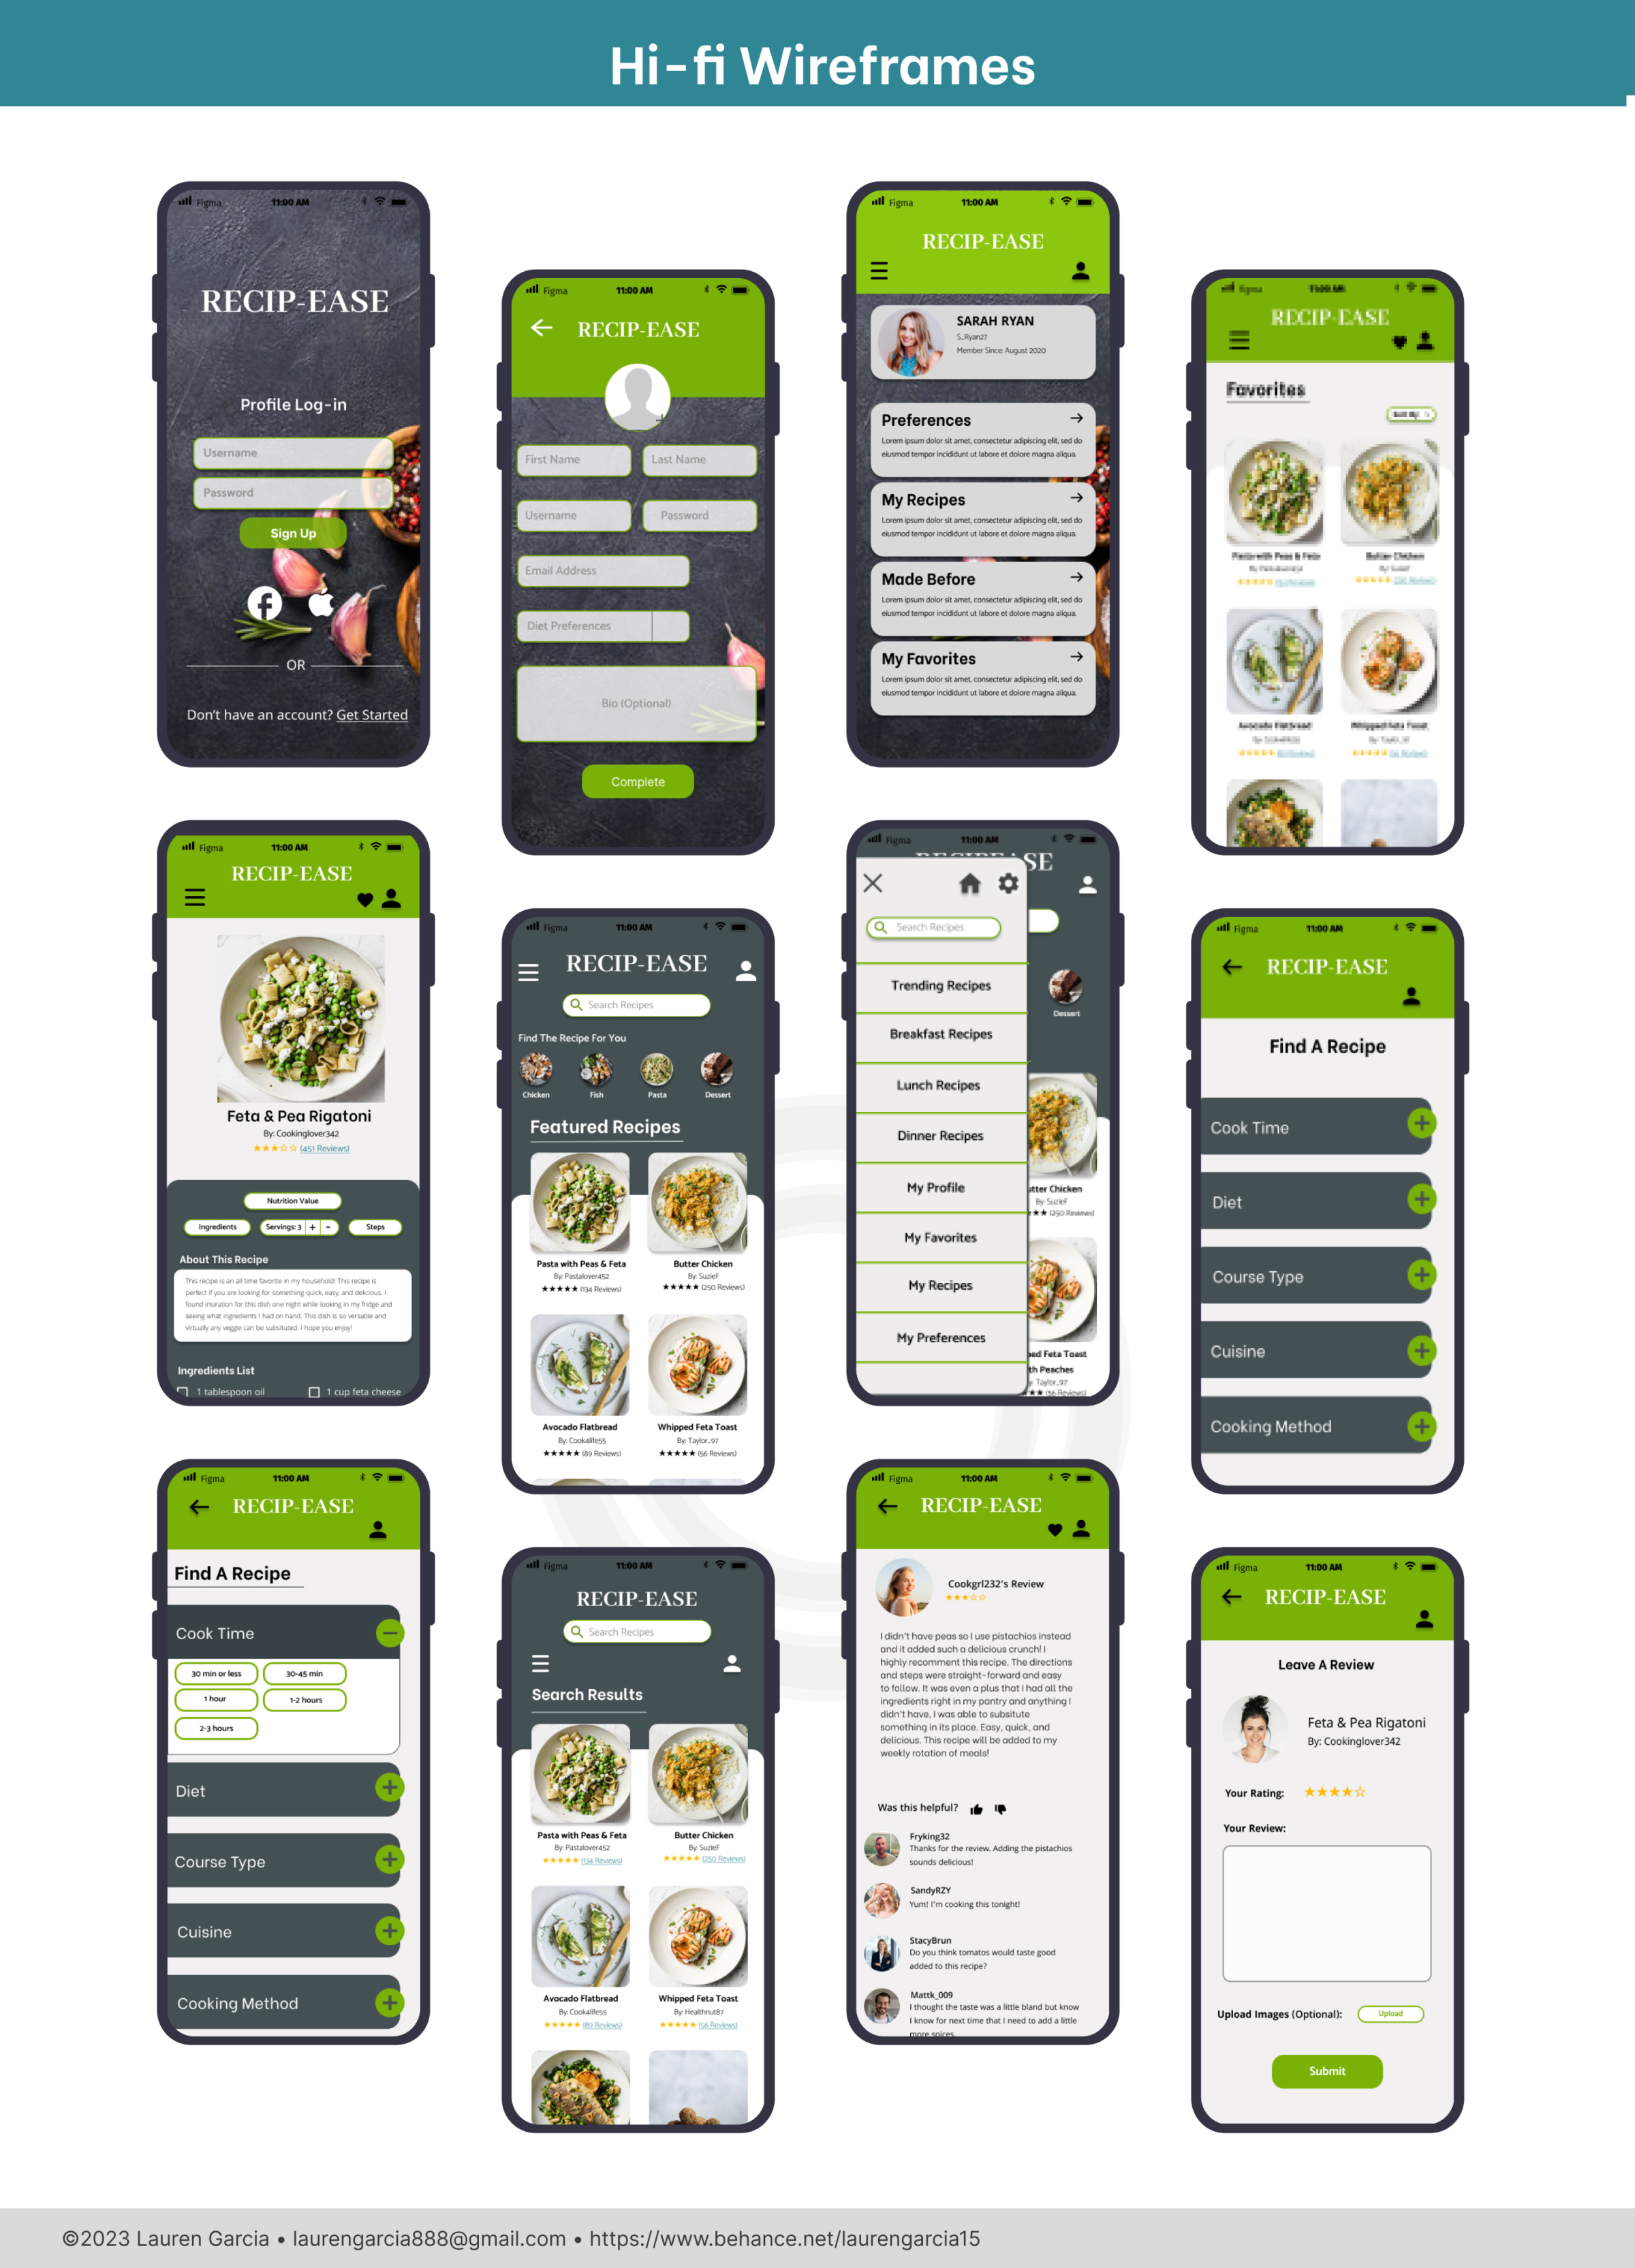 Hi-fi Wireframes
Figma 11:00 AM
RECIP-EASE
Profile Log-in
Username
Password
Sign Up
OR
Don't have an account? Get Started
Figma 11:00 AM
RECIP-EASE
First Name Last Name
Username Password
Email Address
Diet Preferences
Bio (Optional)
Complete
Figma 11:00 AM
RECIP-EASE
SARAH RYAN
S_Ryan27
Member Since: August 2020
Preferences
Lorem ipsum dolor sit amet, consectetur adipiscing elit, sed do
eiusmod tempor incididunt ut labore et dolore magna aliqua.
My Recipes
Lorem ipsum dolor sit amet, consectetur adipiscing elit, sed do
eiusmod tempor incididunt ut labore et dolore magna aliqua.
Made Before
Lorem ipsum dolor sit amet, consectetur adipiscing elit, sed do
eiusmod tempor incididunt ut labore et dolore magna aliqua.
My Favorites
Lorem ipsum dolor sit amet, consectetur adipiscing elit, sed do
eiusmod tempor incididunt ut labore et dolore magna aliqua.
Figma 11:00 AM
RECIP-EASE
Favorites
Sort By
Pasta with Peas & Feta Butter Chicken
Avocado Flatbread Whipped Feta Toast
Figma 11:00 AM
RECIP-EASE
Feta & Pea Rigatoni
By: Cookinglover342
(451 Reviews)
Nutrition Value
Ingredients Servings: 3 + - Steps
About This Recipe
This recipe is an all time favorite in my household! This recipe is
perfect if you are looking for something quick, easy, and delicious. I
found insiration for this dish one night while looking in my fridge and
seeing what ingredients I had on hand. This dish is so versatile and
virtually any veggie can be subsituted. I hope you enjoy!
Ingredients List
1 tablespoon oil 1 cup feta cheese
Figma 11:00 AM
RECIP-EASE
Search Recipes
Find The Recipe For You
Chicken Fish Pasta Dessert
Featured Recipes
Pasta with Peas & Feta Butter Chicken
By: Pastalover452 By: SuzieF
(134 Reviews) (250 Reviews)
Avocado Flatbread Whipped Feta Toast
By: Cook4life55 By: Taylor_97
(89 Reviews) (56 Reviews)
Figma 11:00 AM
RECIPEASE
Search Recipes
Trending Recipes
Dessert
Breakfast Recipes
Lunch Recipes
Dinner Recipes
My Profile
utter Chicken
By: SuzieF
(250 Reviews)
My Favorites
My Recipes
My Preferences
ped Feta Toast
th Peaches
y: Taylor_97
(56 Reviews)
Figma 11:00 AM
RECIP-EASE
Find A Recipe
Cook Time
Diet
Course Type
Cuisine
Cooking Method
Figma 11:00 AM
RECIP-EASE
Find A Recipe
Cook Time
30 min or less 30-45 min
1 hour 1-2 hours
2-3 hours
Diet
Course Type
Cuisine
Cooking Method
Figma 11:00 AM
RECIP-EASE
Search Recipes
Search Results
Pasta with Peas & Feta Butter Chicken
By: Pastalover452 By: SuzieF
(134 Reviews) (250 Reviews)
Avocado Flatbread Whipped Feta Toast
By: Cook4life55 By: Healthnut87
(89 Reviews) (56 Reviews)
Figma 11:00 AM
RECIP-EASE
Cookgrl232's Review
I didn't have peas so I use pistachios instead
and it added such a delicious crunch! I
highly recomment this recipe. The directions
and steps were straight-forward and easy
to follow. It was even a plus that I had all the
ingredients right in my pantry and anything I
didn't have, I was able to subsitute
something in its place. Easy, quick, and
delicious. This recipe will be added to my
weekly rotation of meals!
Was this helpful?
Fryking32
Thanks for the review. Adding the pistachios
sounds delicious!
SandyRZY
Yum! I'm cooking this tonight!
StacyBrun
Do you think tomatos would taste good
added to this recipe?
Mattk_009
I thought the taste was a little bland but know
I know for next time that I need to add a little
more spices
Figma 11:00 AM
RECIP-EASE
Leave A Review
Feta & Pea Rigatoni
By: Cookinglover342
Your Rating:
Your Review:
Upload Images (Optional): Upload
Submit
©2023 Lauren Garcia • laurengarcia888@gmail.com • https://www.behance.net/laurengarcia15